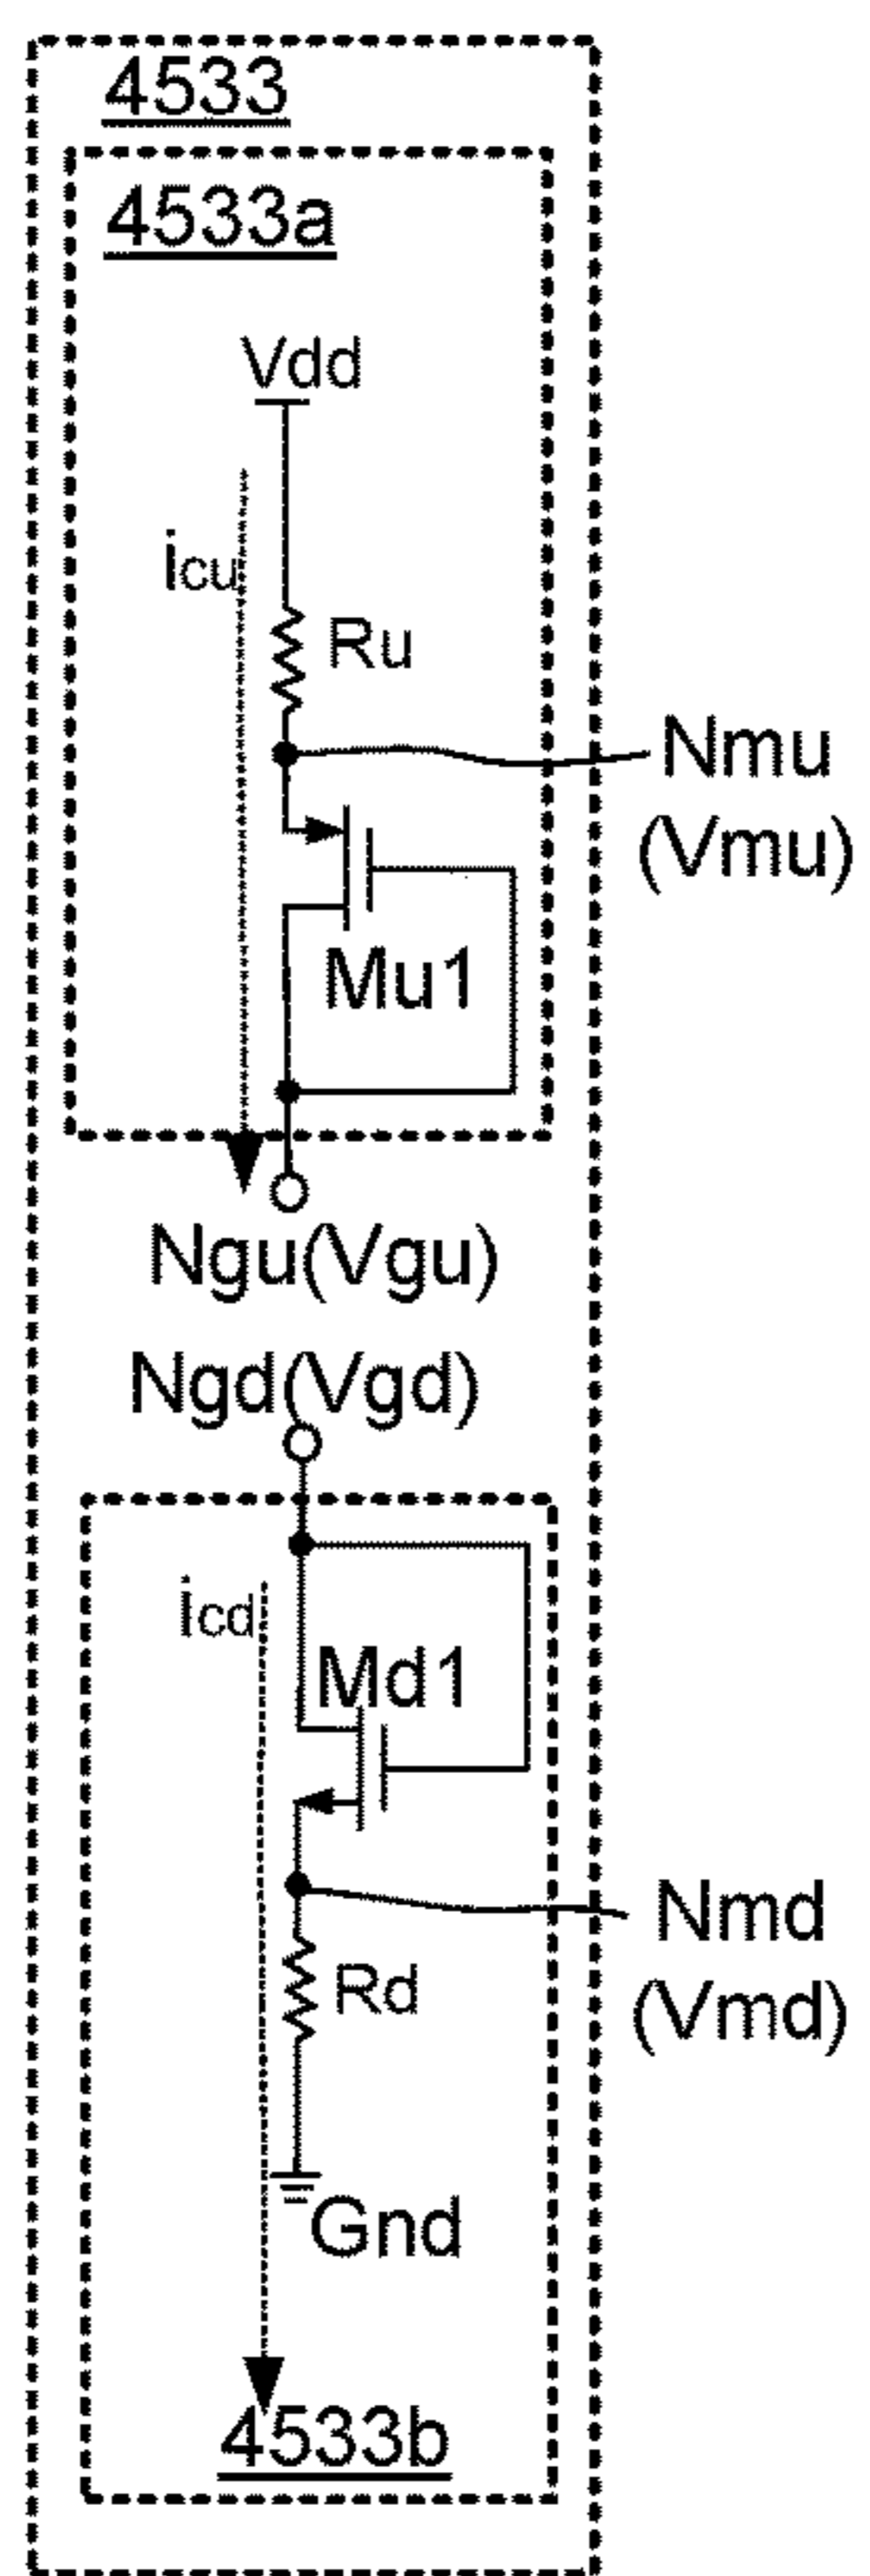 4533
4533a
Vdd
icu
Ru
Nmu
(Vmu)
Mu1
Ngu(Vgu)
Ngd(Vgd)
icd
Md1
Nmd
(Vmd)
Rd
Gnd
4533b